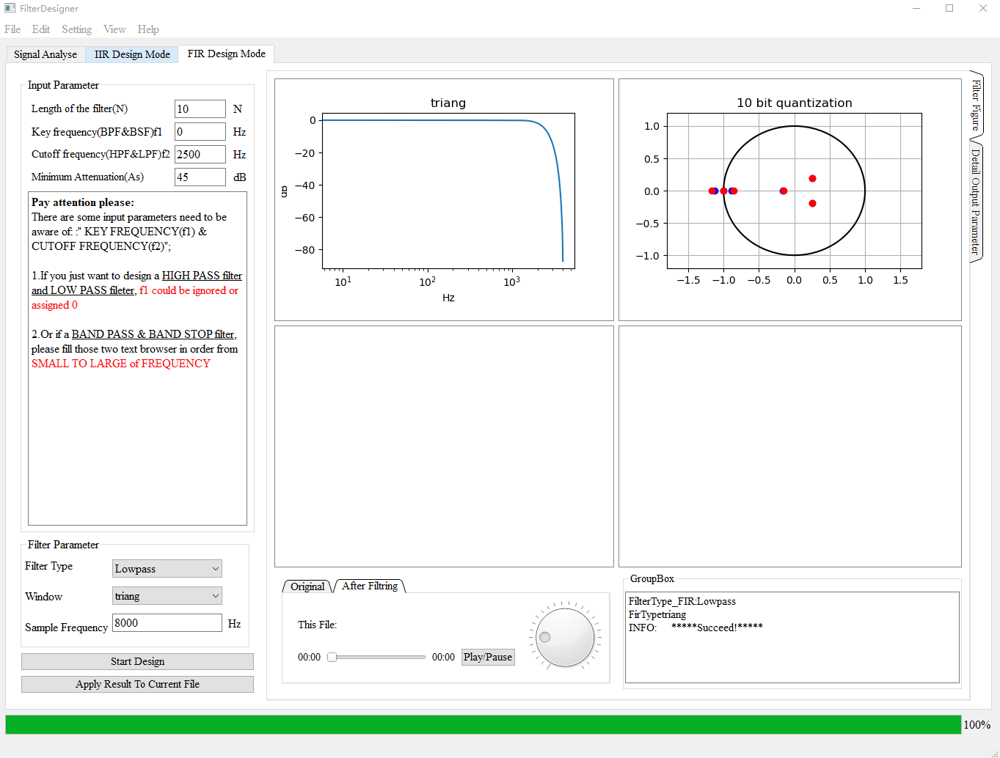 FilterDesigner
File Edit Setting View Help
Signal Analyse IIR Design Mode FIR Design Mode
Input Parameter
Length of the filter(N) 10 N
Key frequency(BPF&BSF)f1 0 Hz
Cutoff frequency(HPF&LPF)f2 2500 Hz
Minimum Attenuation(As) 45 dB
Pay attention please:
There are some input parameters need to be
aware of: :" KEY FREQUENCY(f1) &
CUTOFF FREQUENCY(f2)";
1.If you just want to design a HIGH PASS filter
and LOW PASS fileter, f1 could be ignored or
assigned 0
2.Or if a BAND PASS & BAND STOP filter,
please fill those two text browser in order from
SMALL TO LARGE of FREQUENCY
Filter Parameter
Filter Type Lowpass
Window triang
Sample Frequency 8000 Hz
Start Design
Apply Result To Current File
triang
0
−20
−40
−60
−80
dB
10¹ 10² 10³
Hz
10 bit quantization
1.0
0.5
0.0
−0.5
−1.0
−1.5 −1.0 −0.5 0.0 0.5 1.0 1.5
Filter Figure
Detail Output Parameter
Original After Filtring
This File:
00:00 00:00 Play/Pause
GroupBox
FilterType_FIR:Lowpass
FirTypetriang
INFO: *****Succeed!*****
100%